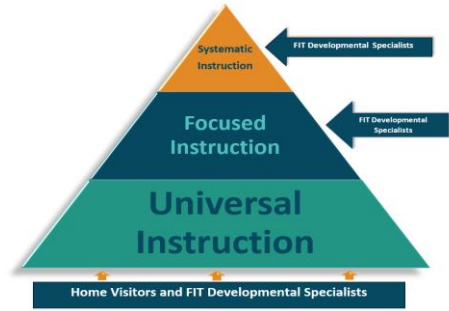 Systematic
Instruction
FIT Developmental Specialists
Focused
Instruction
FIT Developmental
Specialists
Universal
Instruction
Home Visitors and FIT Developmental Specialists